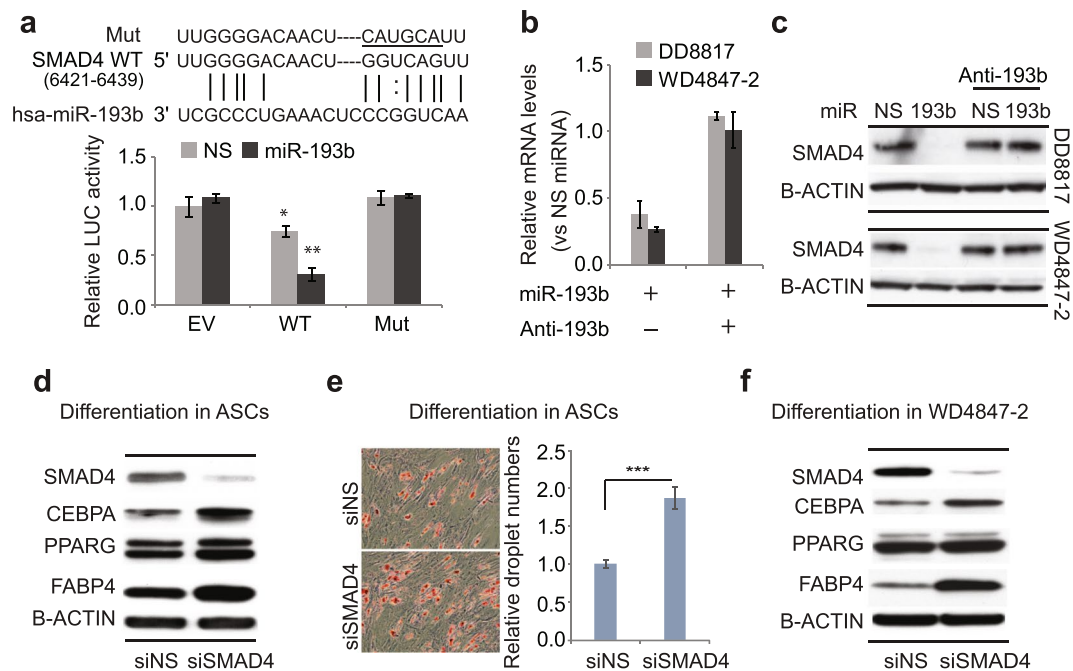 a
Mut UUGGGGACAACU----CAUGCAUU
SMAD4 WT 5' UUGGGGACAACU----GGUCAGUU
(6421-6439)
hsa-miR-193b 3' UCGCCCUGAAACUCCCGGUCAA
NS miR-193b
Relative LUC activity
1.5
1.0
0.5
0.0
* **
EV WT Mut
b
DD8817
WD4847-2
Relative mRNA levels
(vs NS miRNA)
1.5
1.0
0.5
0.0
miR-193b + +
Anti-193b – +
c
Anti-193b
miR NS 193b NS 193b
SMAD4
B-ACTIN
DD8817
SMAD4
B-ACTIN
WD4847-2
d
Differentiation in ASCs
SMAD4
CEBPA
PPARG
FABP4
B-ACTIN
siNS siSMAD4
e
Differentiation in ASCs
siNS
siSMAD4
Relative droplet numbers
2.5
2.0
1.5
1.0
0.5
0.0
***
siNS siSMAD4
f
Differentiation in WD4847-2
SMAD4
CEBPA
PPARG
FABP4
B-ACTIN
siNS siSMAD4